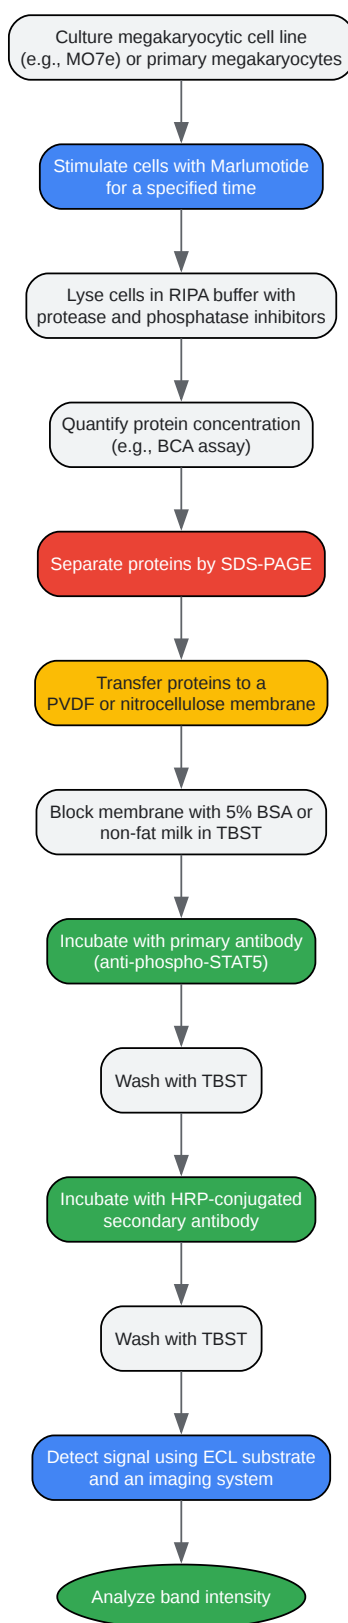 Culture megakaryocytic cell line
(e.g., MO7e) or primary megakaryocytes
Stimulate cells with Marlumotide
for a specified time
Lyse cells in RIPA buffer with
protease and phosphatase inhibitors
Quantify protein concentration
(e.g., BCA assay)
Separate proteins by SDS-PAGE
Transfer proteins to a
PVDF or nitrocellulose membrane
Block membrane with 5% BSA or
non-fat milk in TBST
Incubate with primary antibody
(anti-phospho-STAT5)
Wash with TBST
Incubate with HRP-conjugated
secondary antibody
Wash with TBST
Detect signal using ECL substrate
and an imaging system
Analyze band intensity